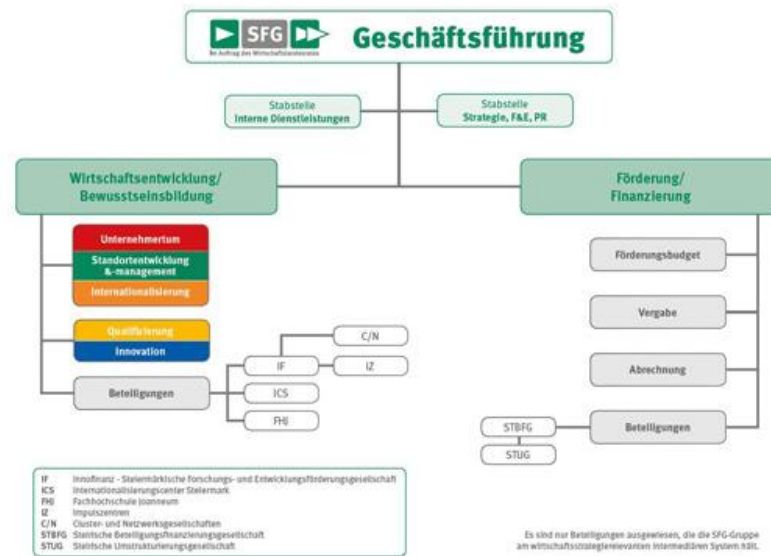 SFG
Im Auftrag des Wirtschaftslandesrates
Geschäftsführung
Stabstelle
Interne Dienstleistungen
Stabstelle
Strategie, F&E, PR
Wirtschaftsentwicklung/
Bewusstseinsbildung
Förderung/
Finanzierung
Unternehmertum
Standortentwicklung
&-management
Internationalisierung
Qualifizierung
Innovation
Beteiligungen
IF
C/N
IZ
ICS
FHJ
Förderungsbudget
Vergabe
Abrechnung
Beteiligungen
STBFG
STUG
IF Innofinanz - Steiermärkische Forschungs- und Entwicklungsförderungsgesellschaft
ICS Internationalisierungscenter Steiermark
FHJ Fachhochschule Joanneum
IZ Impulszentren
C/N Cluster- und Netzwerksgesellschaften
STBFG Steirische Beteiligungsfinanzierungsgesellschaft
STUG Steirische Umstrukturierungsgesellschaft
Es sind nur Beteiligungen ausgewiesen, die die SFG-Gruppe
am wirtschaftsstrategierelevanten intermediären System hält.